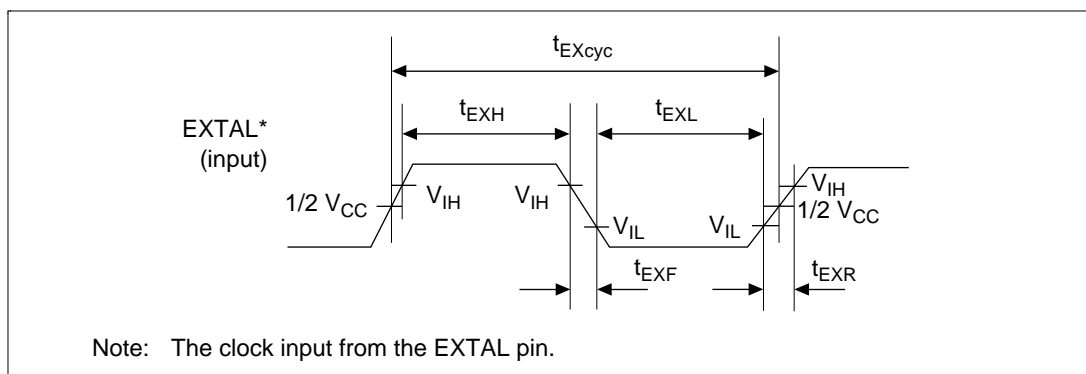 tEXcyc
tEXH
tEXL
EXTAL*
(input)
1/2 VCC
VIH
VIH
VIH
1/2 VCC
VIL
VIL
tEXF
tEXR
Note: The clock input from the EXTAL pin.